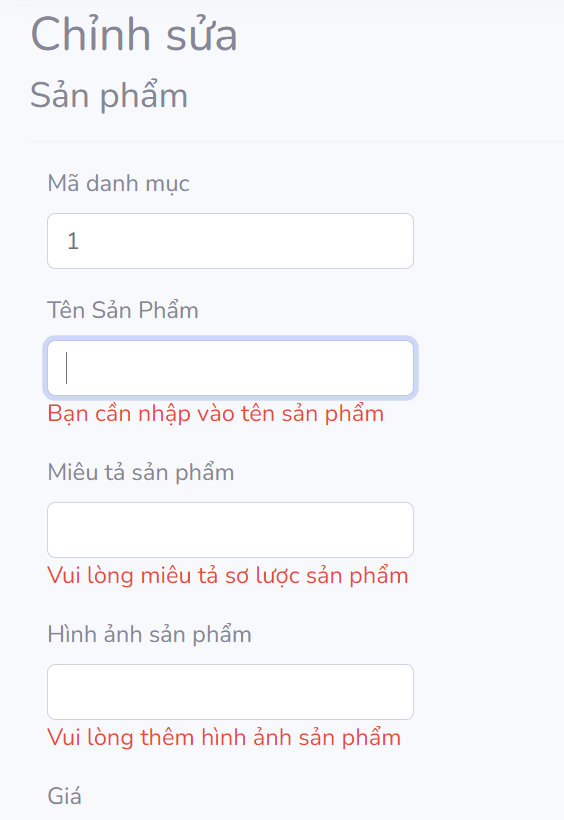 Chỉnh sửa
Sản phẩm
Mã danh mục
1
Tên Sản Phẩm
Bạn cần nhập vào tên sản phẩm
Miêu tả sản phẩm
Vui lòng miêu tả sơ lược sản phẩm
Hình ảnh sản phẩm
Vui lòng thêm hình ảnh sản phẩm
Giá